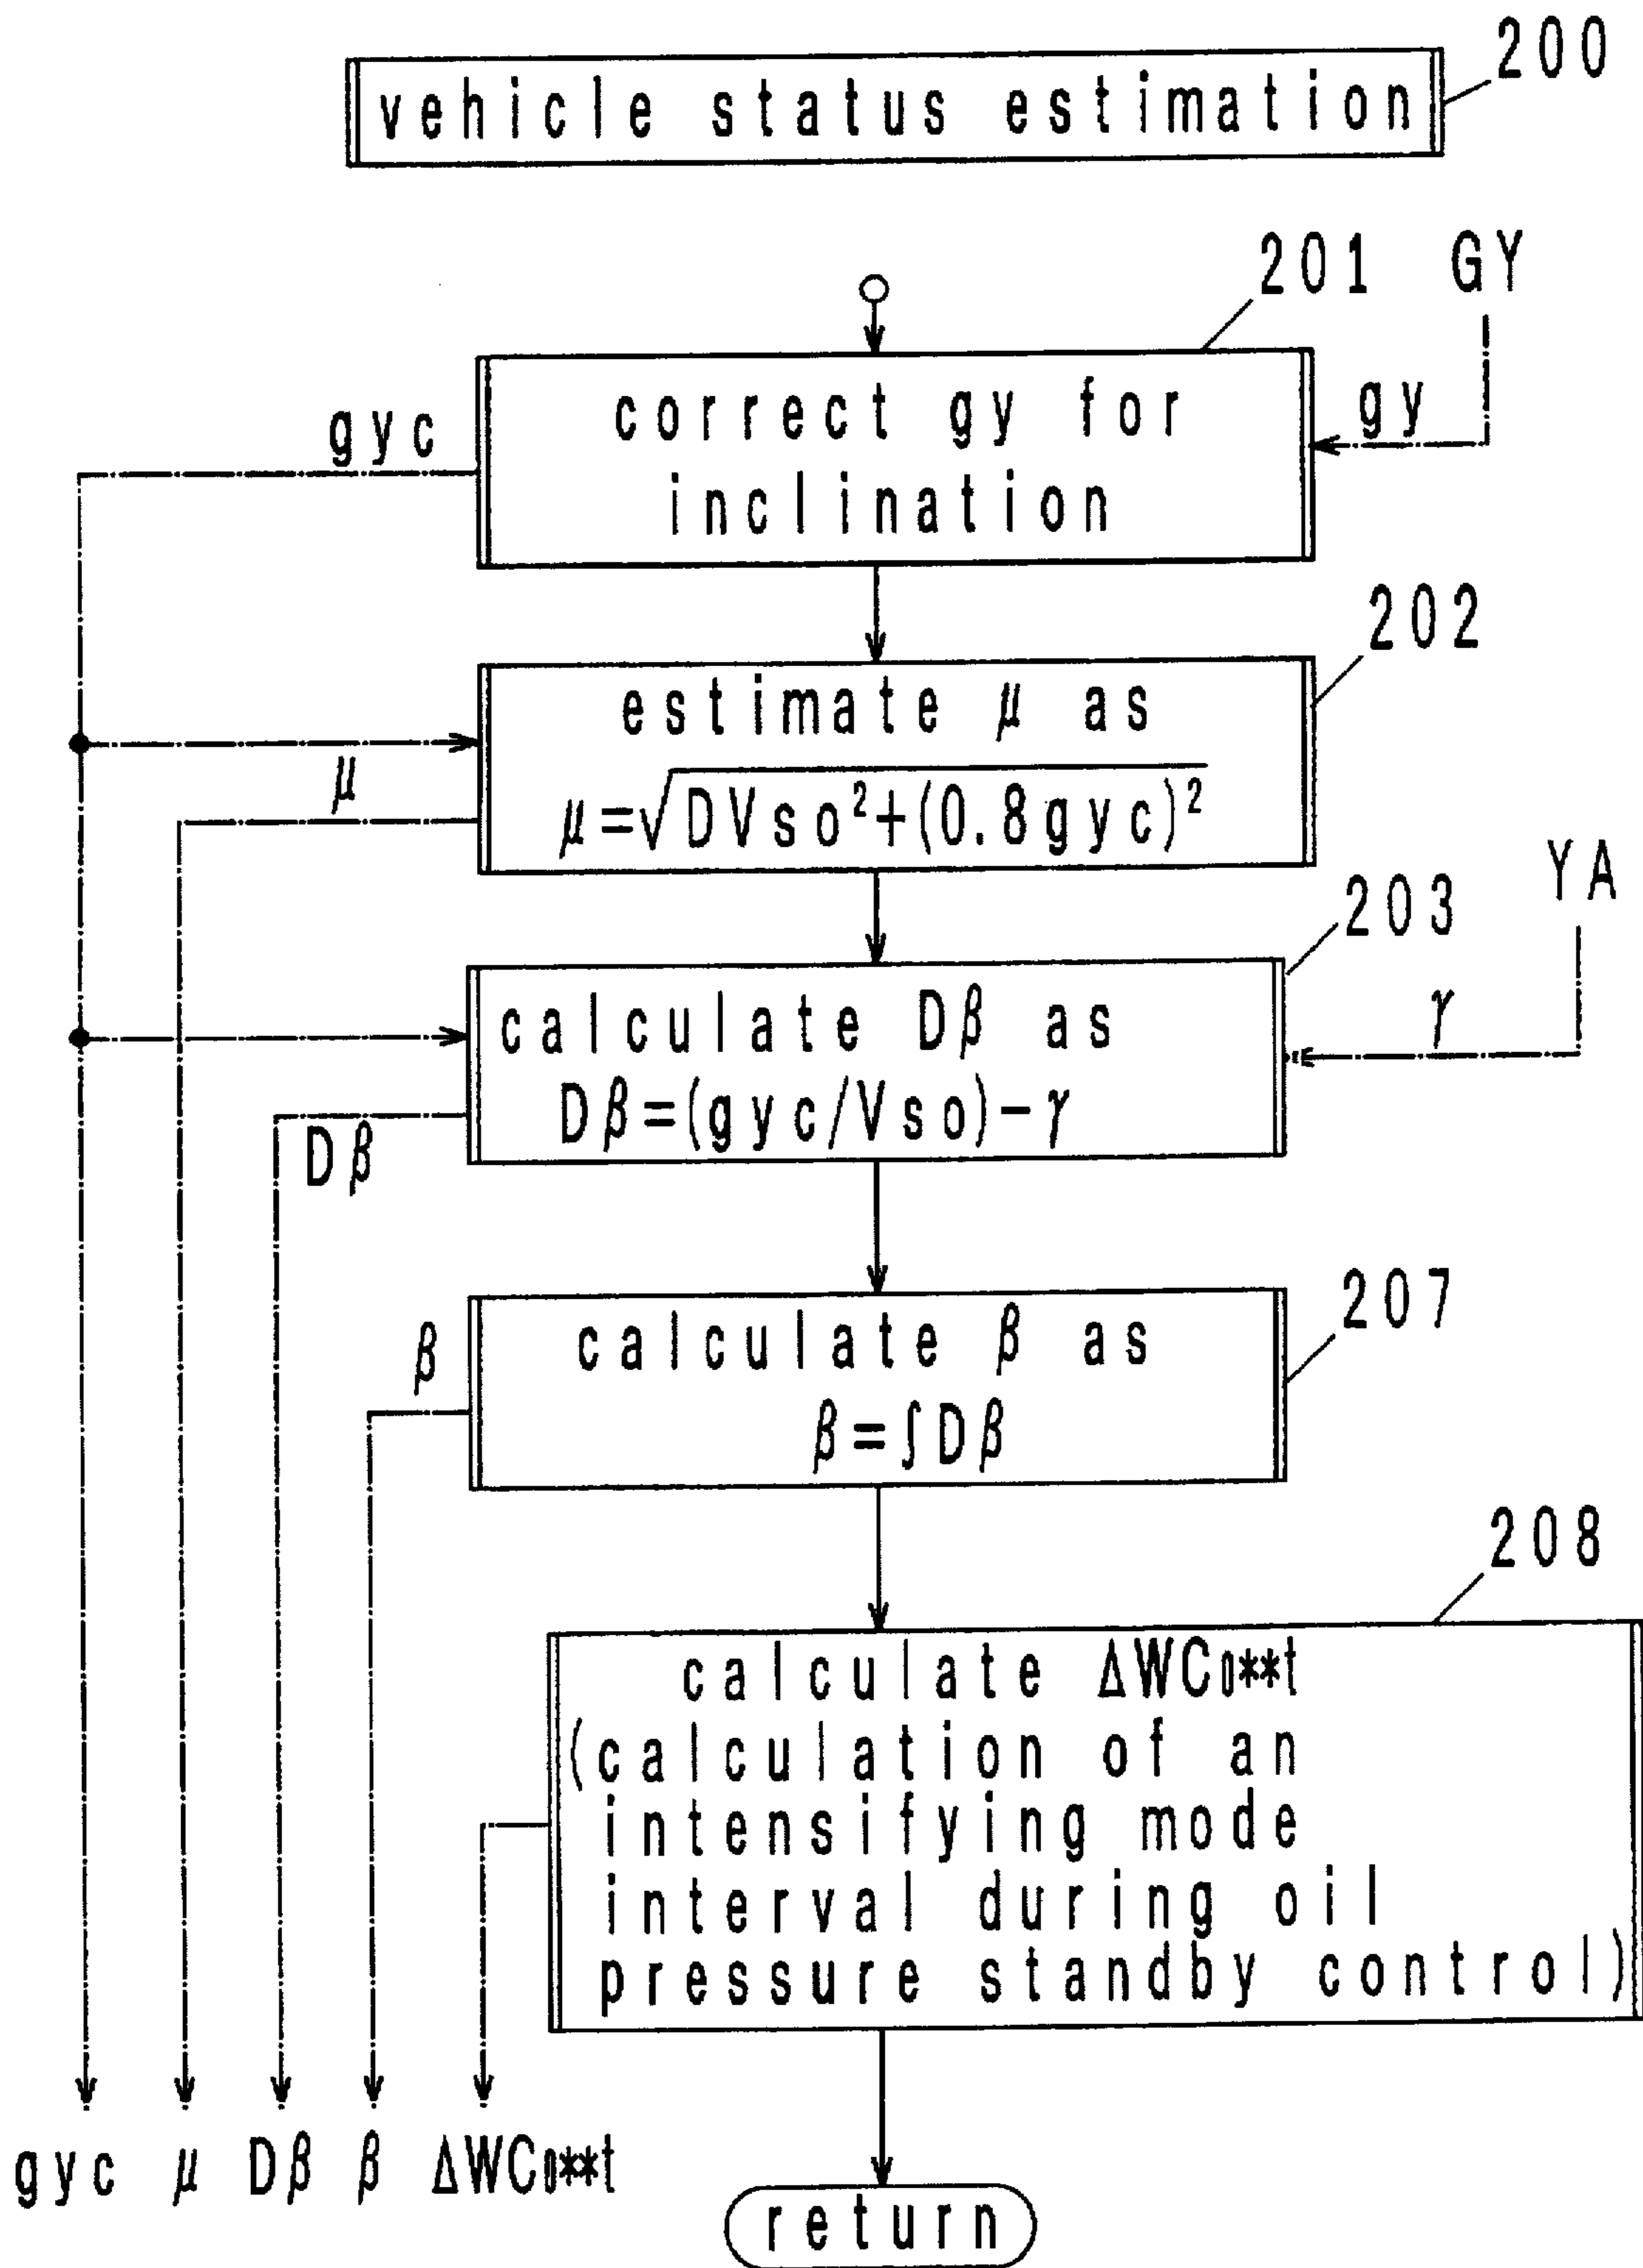 200
vehicle status estimation
201 GY
gyc
correct gy for
inclination
gy
202
estimate μ as
μ=√DVso²+(0.8gyc)²
μ
203 YA
γ
calculate Dβ as
Dβ=(gyc/Vso)-γ
Dβ
207
β
calculate β as
β=∫Dβ
208
calculate ΔWC₀**t
(calculation of an
intensifying mode
interval during oil
pressure standby control)
gyc μ Dβ β ΔWC₀**t
return